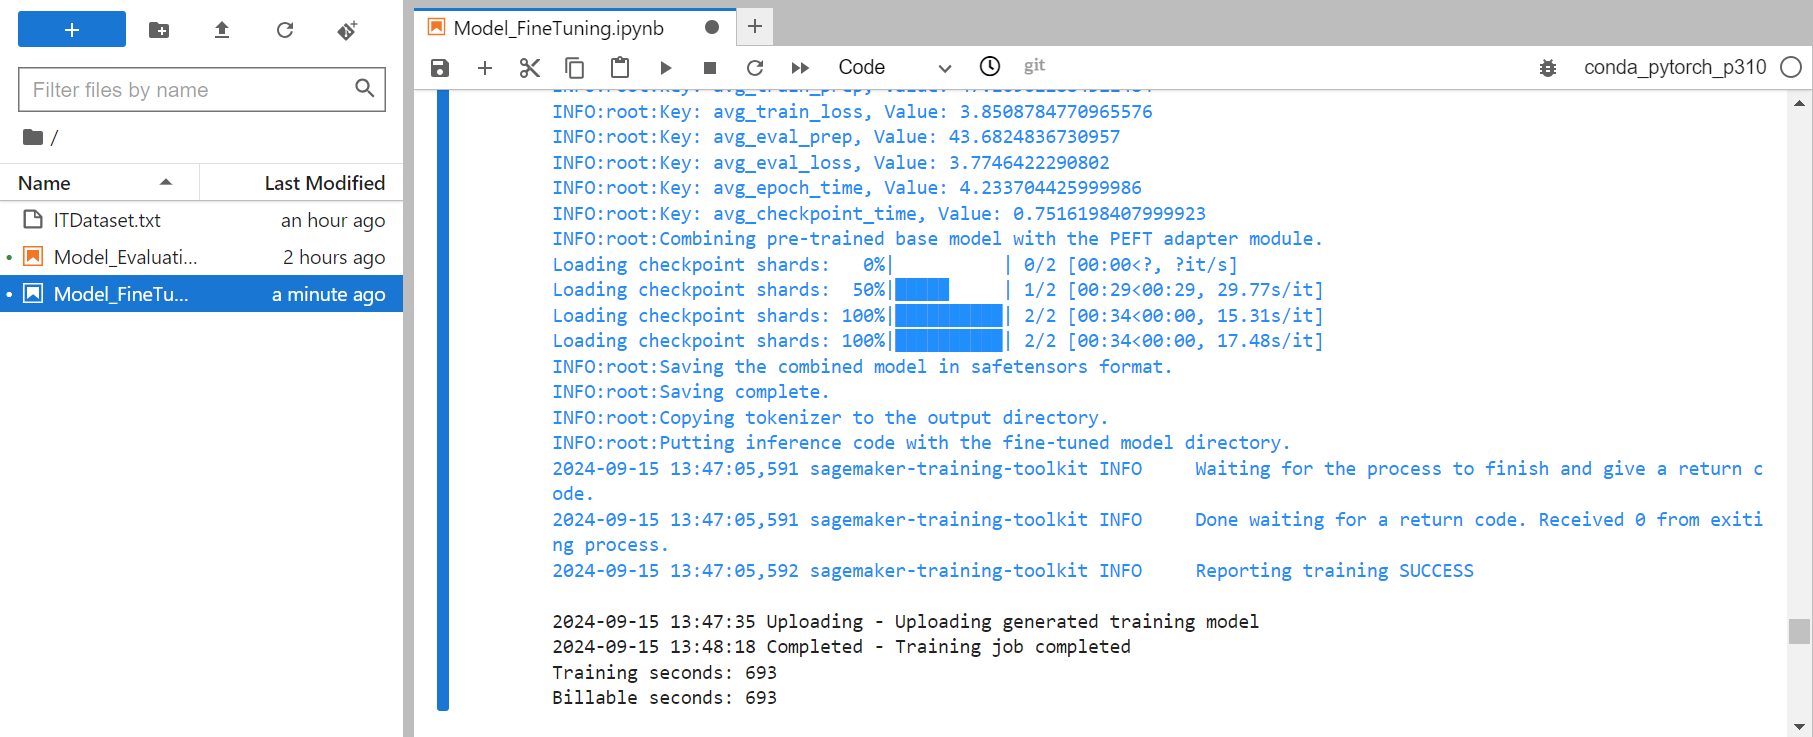 Filter files by name
/
Name Last Modified
ITDataset.txt an hour ago
Model_Evaluati... 2 hours ago
Model_FineTu... a minute ago
Model_FineTuning.ipynb
Code git conda_pytorch_p310
INFO:root:Key: avg_train_loss, Value: 3.8508784770965576
INFO:root:Key: avg_eval_prep, Value: 43.6824836730957
INFO:root:Key: avg_eval_loss, Value: 3.7746422290802
INFO:root:Key: avg_epoch_time, Value: 4.233704425999986
INFO:root:Key: avg_checkpoint_time, Value: 0.7516198407999923
INFO:root:Combining pre-trained base model with the PEFT adapter module.
Loading checkpoint shards:   0%|          | 0/2 [00:00<?, ?it/s]
Loading checkpoint shards:  50%|█████     | 1/2 [00:29<00:29, 29.77s/it]
Loading checkpoint shards: 100%|██████████| 2/2 [00:34<00:00, 15.31s/it]
Loading checkpoint shards: 100%|██████████| 2/2 [00:34<00:00, 17.48s/it]
INFO:root:Saving the combined model in safetensors format.
INFO:root:Saving complete.
INFO:root:Copying tokenizer to the output directory.
INFO:root:Putting inference code with the fine-tuned model directory.
2024-09-15 13:47:05,591 sagemaker-training-toolkit INFO     Waiting for the process to finish and give a return c
ode.
2024-09-15 13:47:05,591 sagemaker-training-toolkit INFO     Done waiting for a return code. Received 0 from exiti
ng process.
2024-09-15 13:47:05,592 sagemaker-training-toolkit INFO     Reporting training SUCCESS
2024-09-15 13:47:35 Uploading - Uploading generated training model
2024-09-15 13:48:18 Completed - Training job completed
Training seconds: 693
Billable seconds: 693